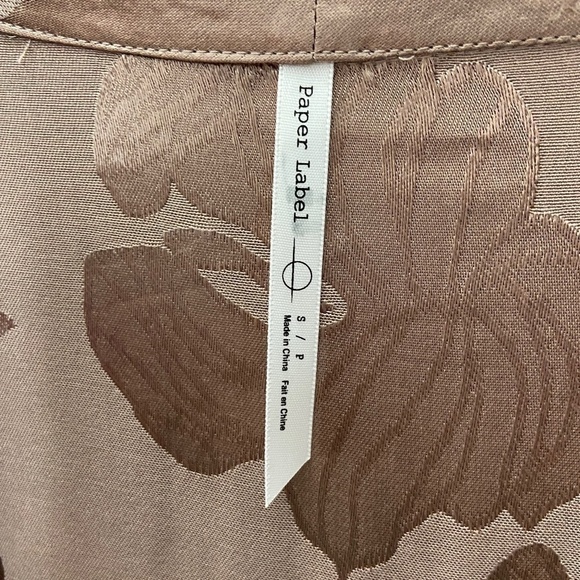 Paper Label
S / P
Made in China Fait en Chine